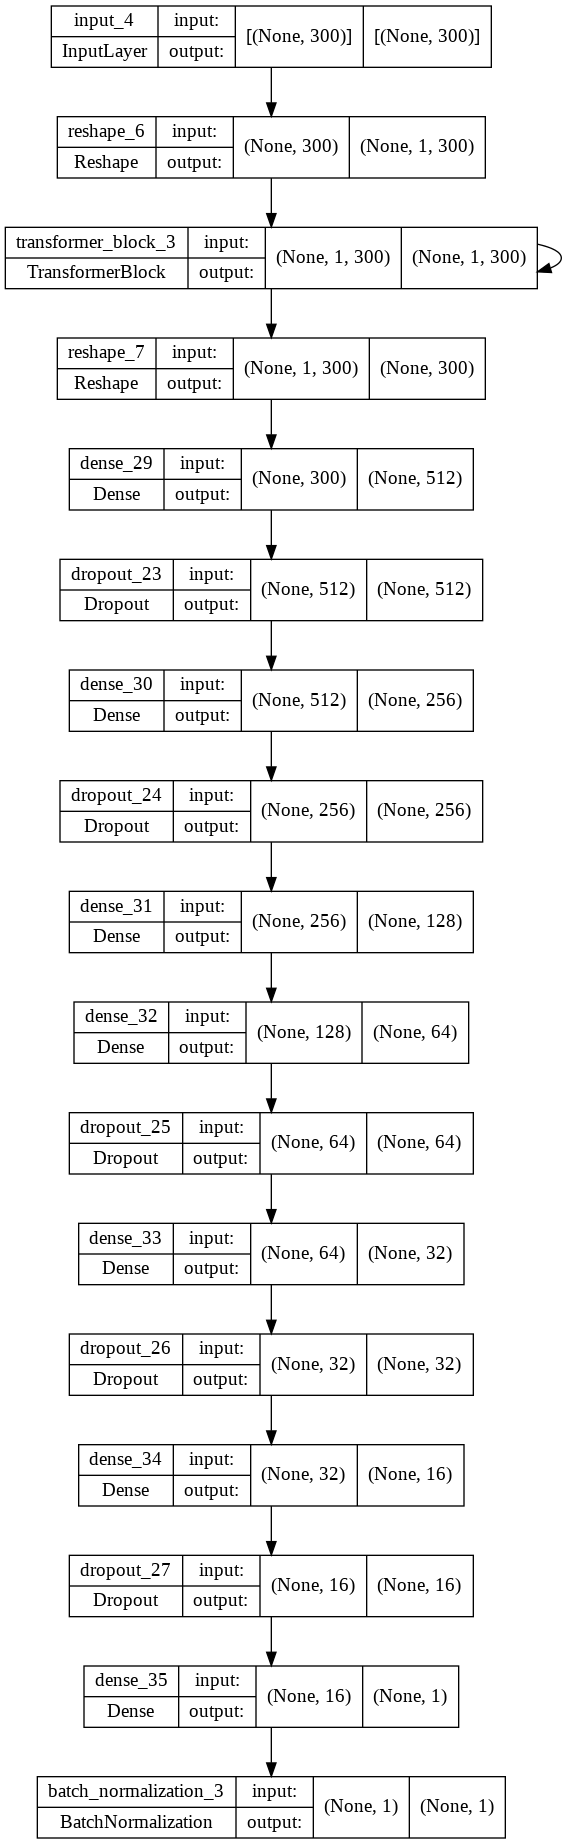 input_4 input: [(None, 300)] [(None, 300)]
InputLayer output:
reshape_6 input: (None, 300) (None, 1, 300)
Reshape output:
transformer_block_3 input: (None, 1, 300) (None, 1, 300)
TransformerBlock output:
reshape_7 input: (None, 1, 300) (None, 300)
Reshape output:
dense_29 input: (None, 300) (None, 512)
Dense output:
dropout_23 input: (None, 512) (None, 512)
Dropout output:
dense_30 input: (None, 512) (None, 256)
Dense output:
dropout_24 input: (None, 256) (None, 256)
Dropout output:
dense_31 input: (None, 256) (None, 128)
Dense output:
dense_32 input: (None, 128) (None, 64)
Dense output:
dropout_25 input: (None, 64) (None, 64)
Dropout output:
dense_33 input: (None, 64) (None, 32)
Dense output:
dropout_26 input: (None, 32) (None, 32)
Dropout output:
dense_34 input: (None, 32) (None, 16)
Dense output:
dropout_27 input: (None, 16) (None, 16)
Dropout output:
dense_35 input: (None, 16) (None, 1)
Dense output:
batch_normalization_3 input: (None, 1) (None, 1)
BatchNormalization output: